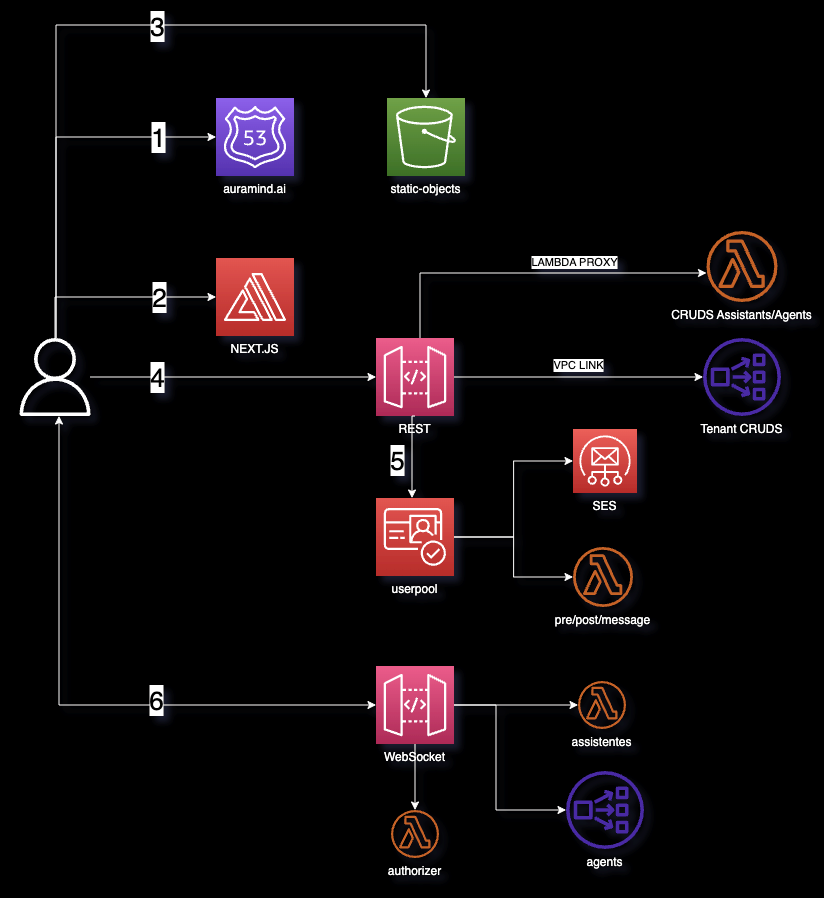 3
1
53
auramind.ai
static-objects
LAMBDA PROXY
CRUDS Assistants/Agents
2
NEXT.JS
4
</>
REST
VPC LINK
Tenant CRUDS
5
SES
userpool
pre/post/message
6
</>
WebSocket
assistentes
authorizer
agents